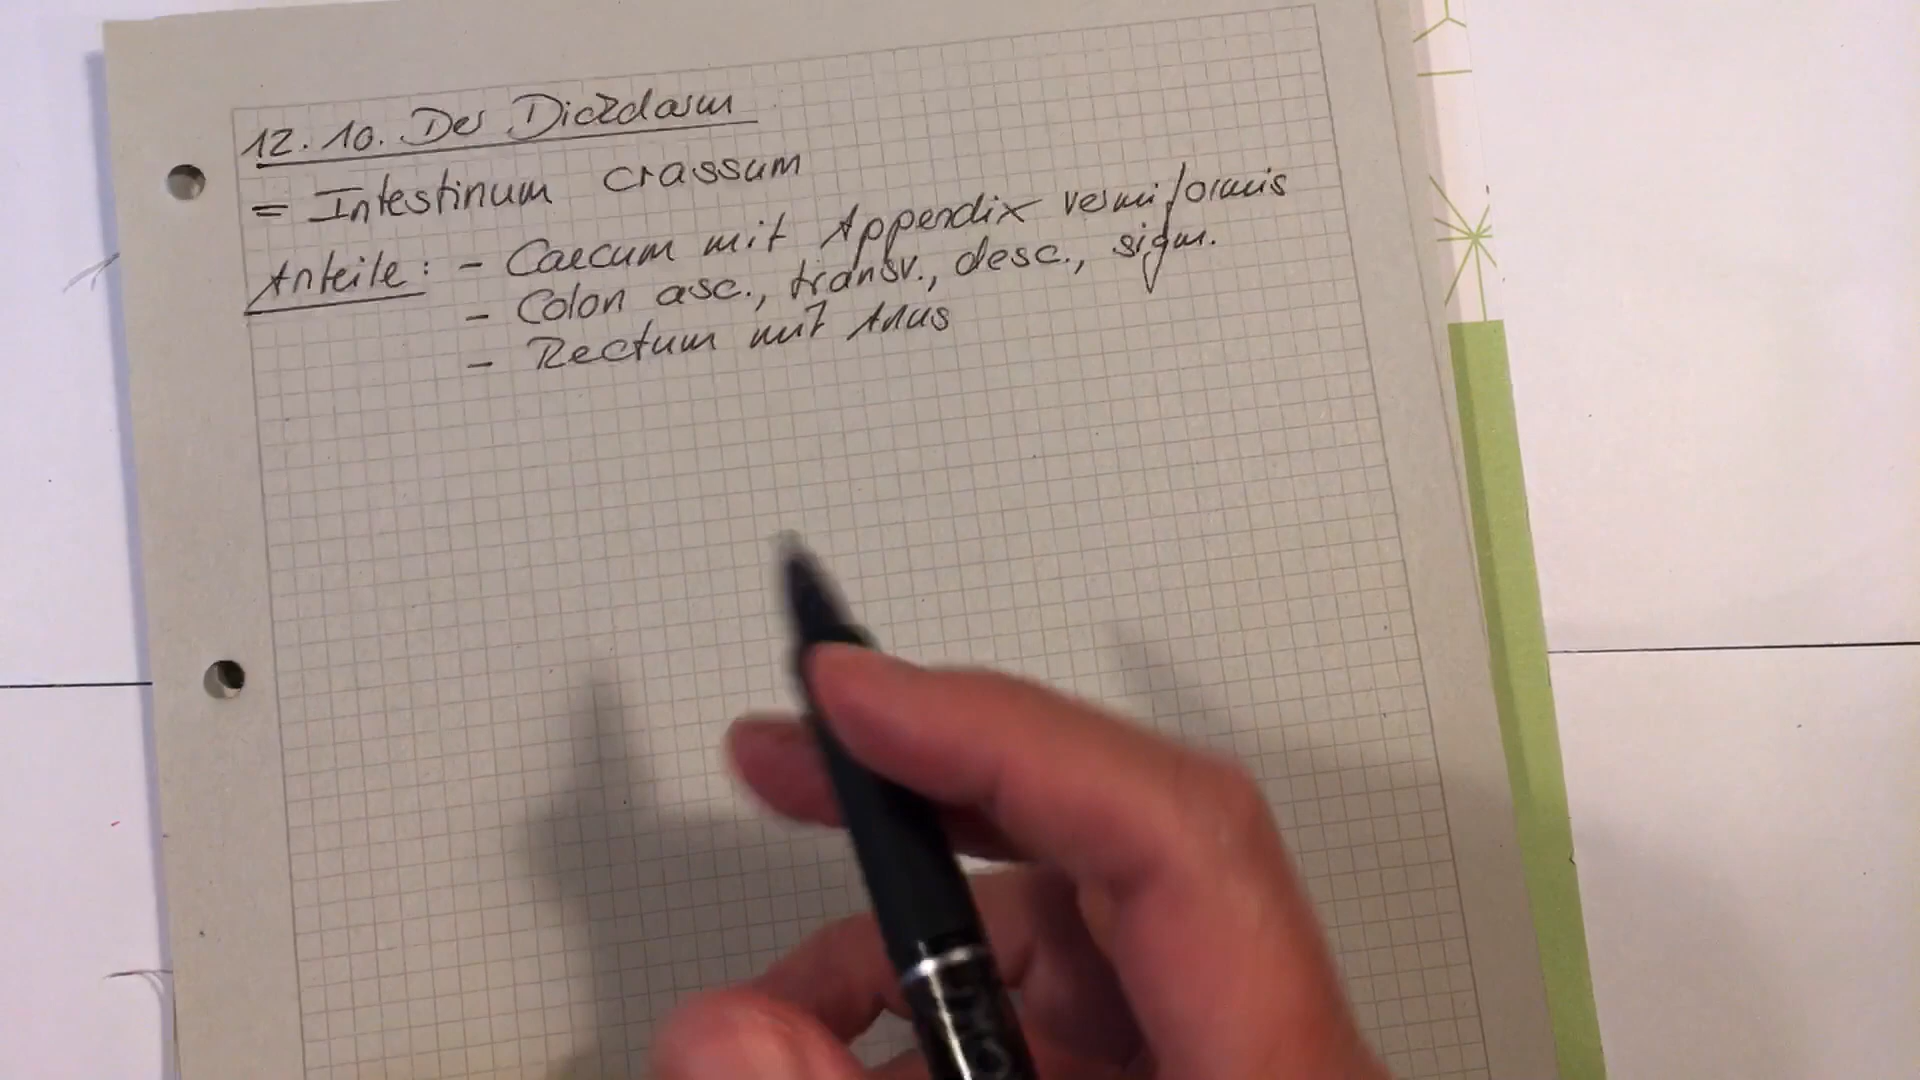 12.10. Der Dickdarm
= Intestinum crassum
Anteile: - Caecum mit Appendix vermiformis
- Colon asc., transv., desc., sigm.
- Rectum mit Anus